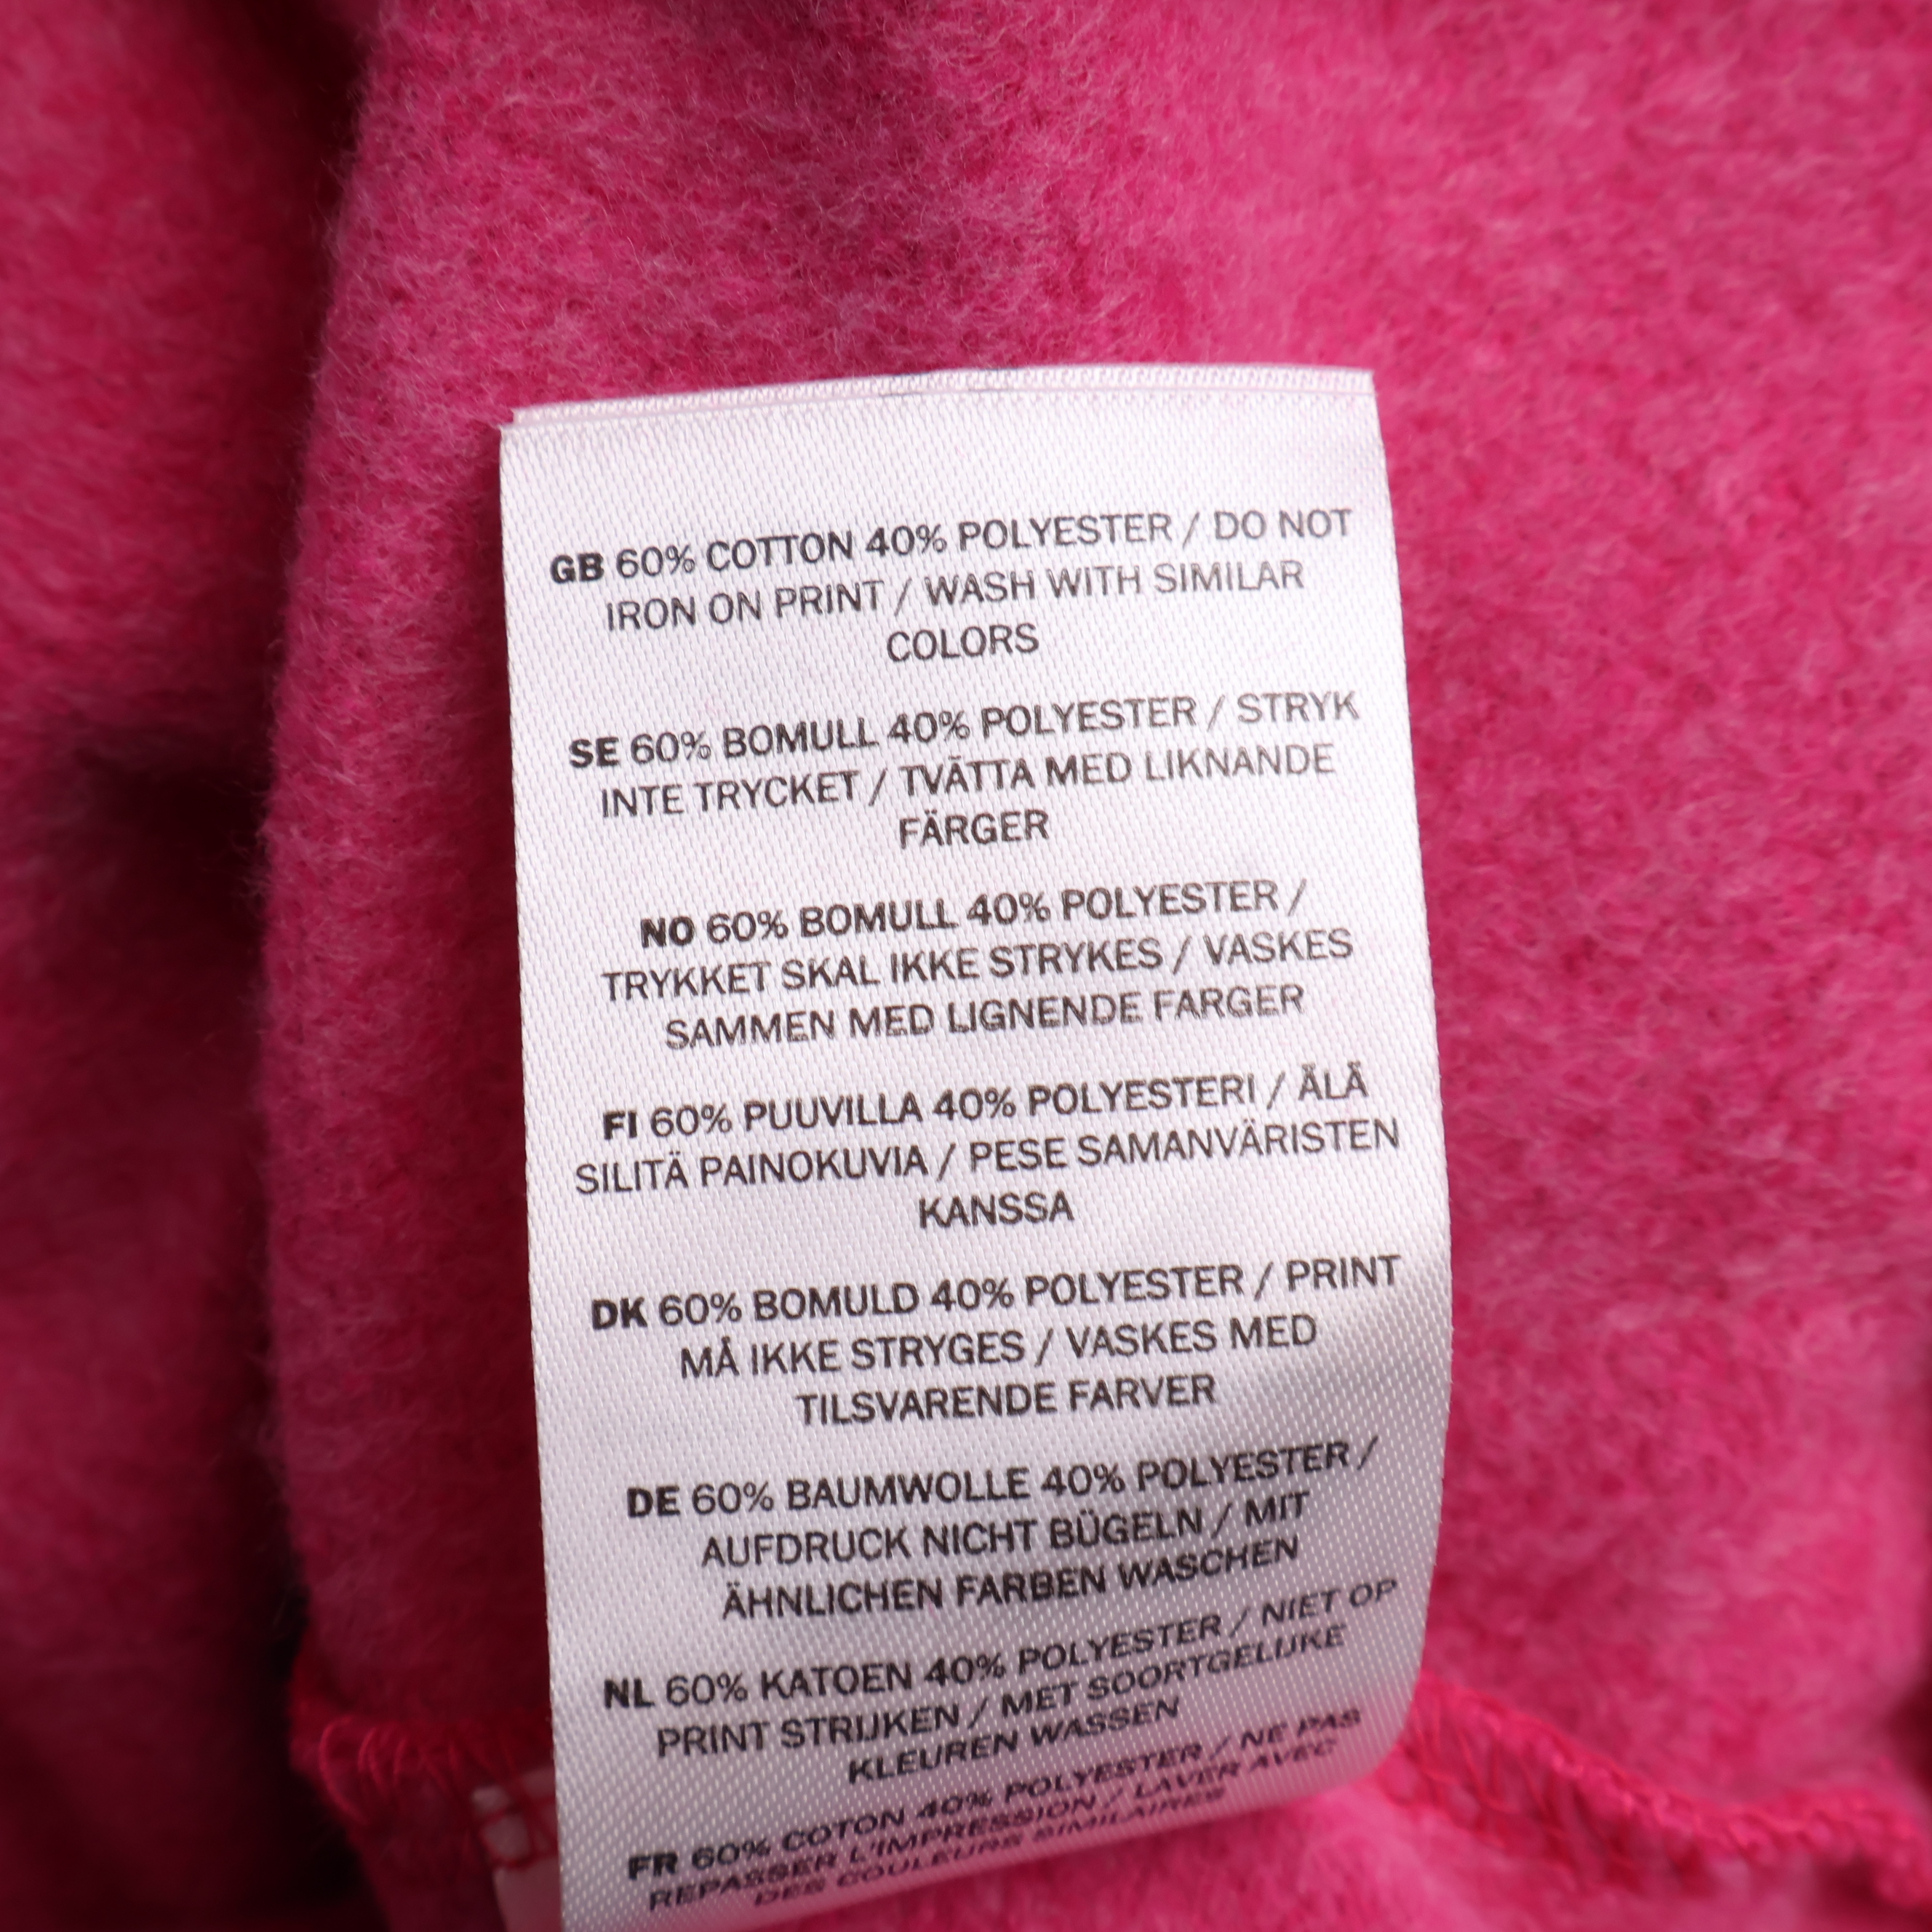 GB 60% COTTON 40% POLYESTER / DO NOT
IRON ON PRINT / WASH WITH SIMILAR
COLORS
SE 60% BOMULL 40% POLYESTER / STRYK
INTE TRYCKET / TVÄTTA MED LIKNANDE
FÄRGER
NO 60% BOMULL 40% POLYESTER /
TRYKKET SKAL IKKE STRYKES / VASKES
SAMMEN MED LIGNENDE FARGER
FI 60% PUUVILLA 40% POLYESTERI / ÄLÄ
SILITÄ PAINOKUVIA / PESE SAMANVÄRISTEN
KANSSA
DK 60% BOMULD 40% POLYESTER / PRINT
MÅ IKKE STRYGES / VASKES MED
TILSVARENDE FARVER
DE 60% BAUMWOLLE 40% POLYESTER /
AUFDRUCK NICHT BÜGELN / MIT
ÄHNLICHEN FARBEN WASCHEN
NL 60% KATOEN 40% POLYESTER / NIET OP
PRINT STRIJKEN / MET SOORTGELIJKE
KLEUREN WASSEN
FR 60% COTON 40% POLYESTER / NE PAS
REPASSER L'IMPRESSION / LAVER AVEC
DES COULEURS SIMILAIRES